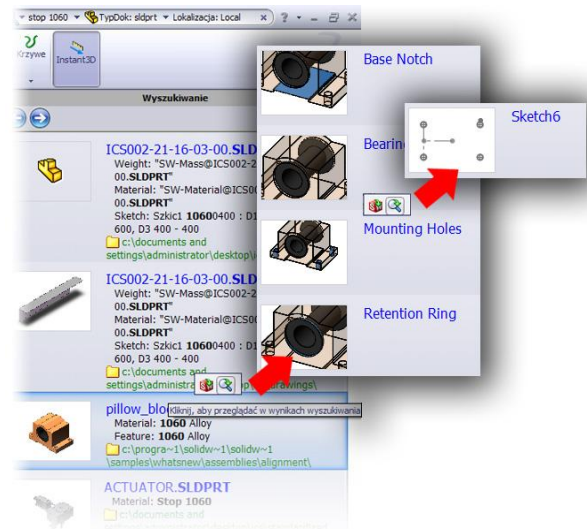 stop 1060 TypDok: sldprt Lokalizacja: Local
Krzywe
Instant3D
Wyszukiwanie
ICS002-21-16-03-00.SLD
Weight: "SW-Mass@ICS002-2
00.SLDPRT"
Material: "SW-Material@ICS00
00.SLDPRT"
Sketch: Szkic1 10600400 : D1
600, D3 400 - 400
c:\documents and
settings\administrator\desktop\
ICS002-21-16-03-00.SLD
Weight: "SW-Mass@ICS002-2
00.SLDPRT"
Material: "SW-Material@ICS00
00.SLDPRT"
Sketch: Szkic1 10600400 : D1
600, D3 400 - 400
c:\documents and
settings\administra
pillow_blo
Kliknij, aby przeglądać w wynikach wyszukiwania
Material: 1060 Alloy
Feature: 1060 Alloy
c:\progra~1\solidw~1\solidw~1
\samples\whatsnew\assemblies\alignment\
ACTUATOR.SLDPRT
Material: Stop 1060
c:\documents and
Base Notch
Bearin
Mounting Holes
Retention Ring
Sketch6